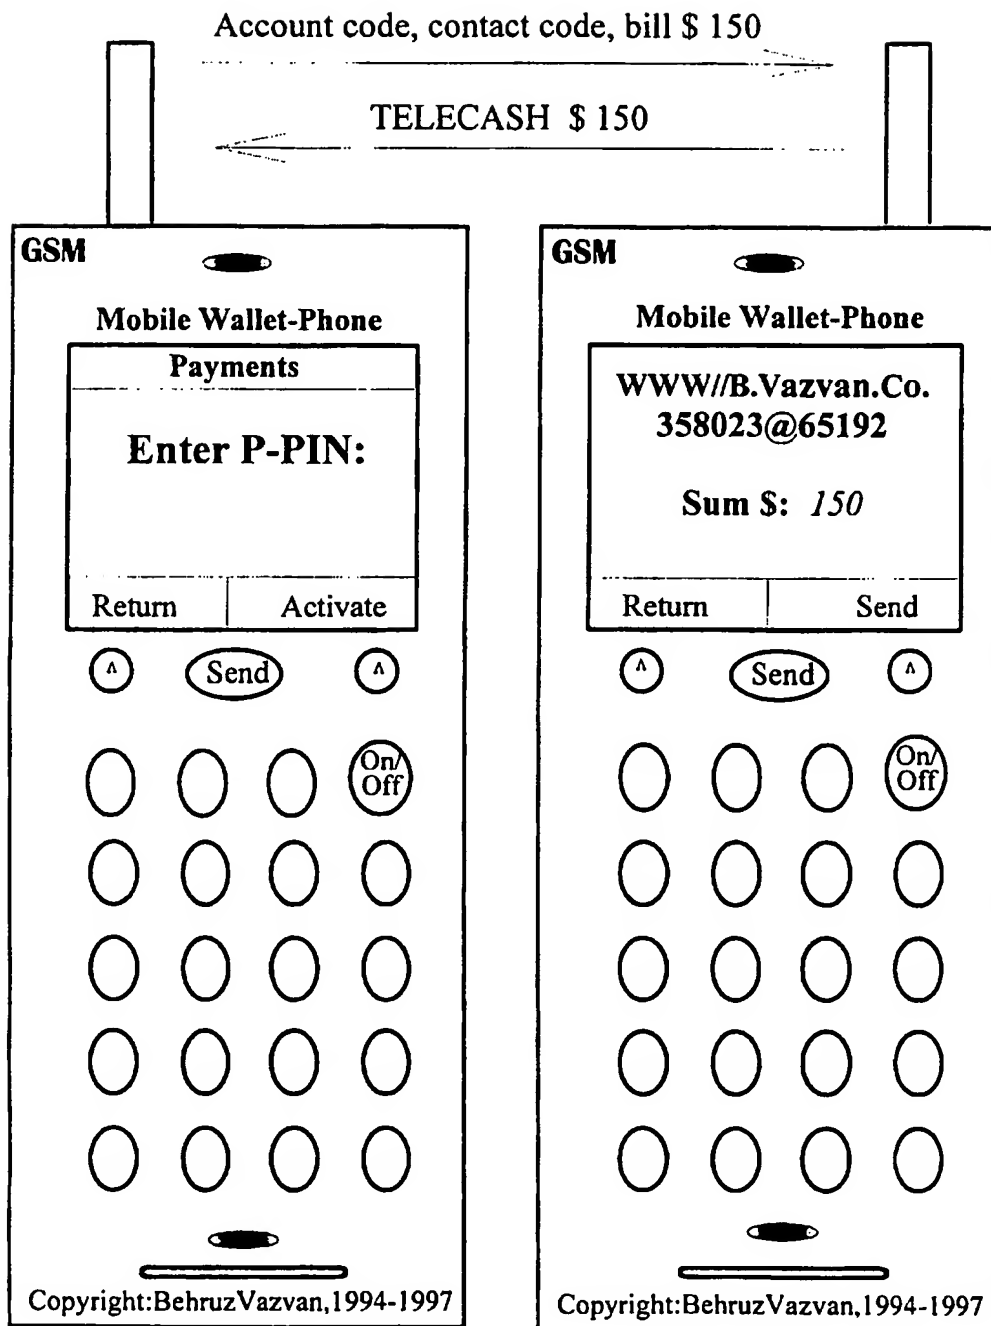 Account code, contact code, bill $ 150
TELECASH $ 150
GSM
Mobile Wallet-Phone
Payments
Enter P-PIN:
Return Activate
^ Send ^
On/
Off
Copyright:BehruzVazvan,1994-1997
GSM
Mobile Wallet-Phone
WWW//B.Vazvan.Co.
358023@65192
Sum $: 150
Return Send
^ Send ^
On/
Off
Copyright:BehruzVazvan,1994-1997